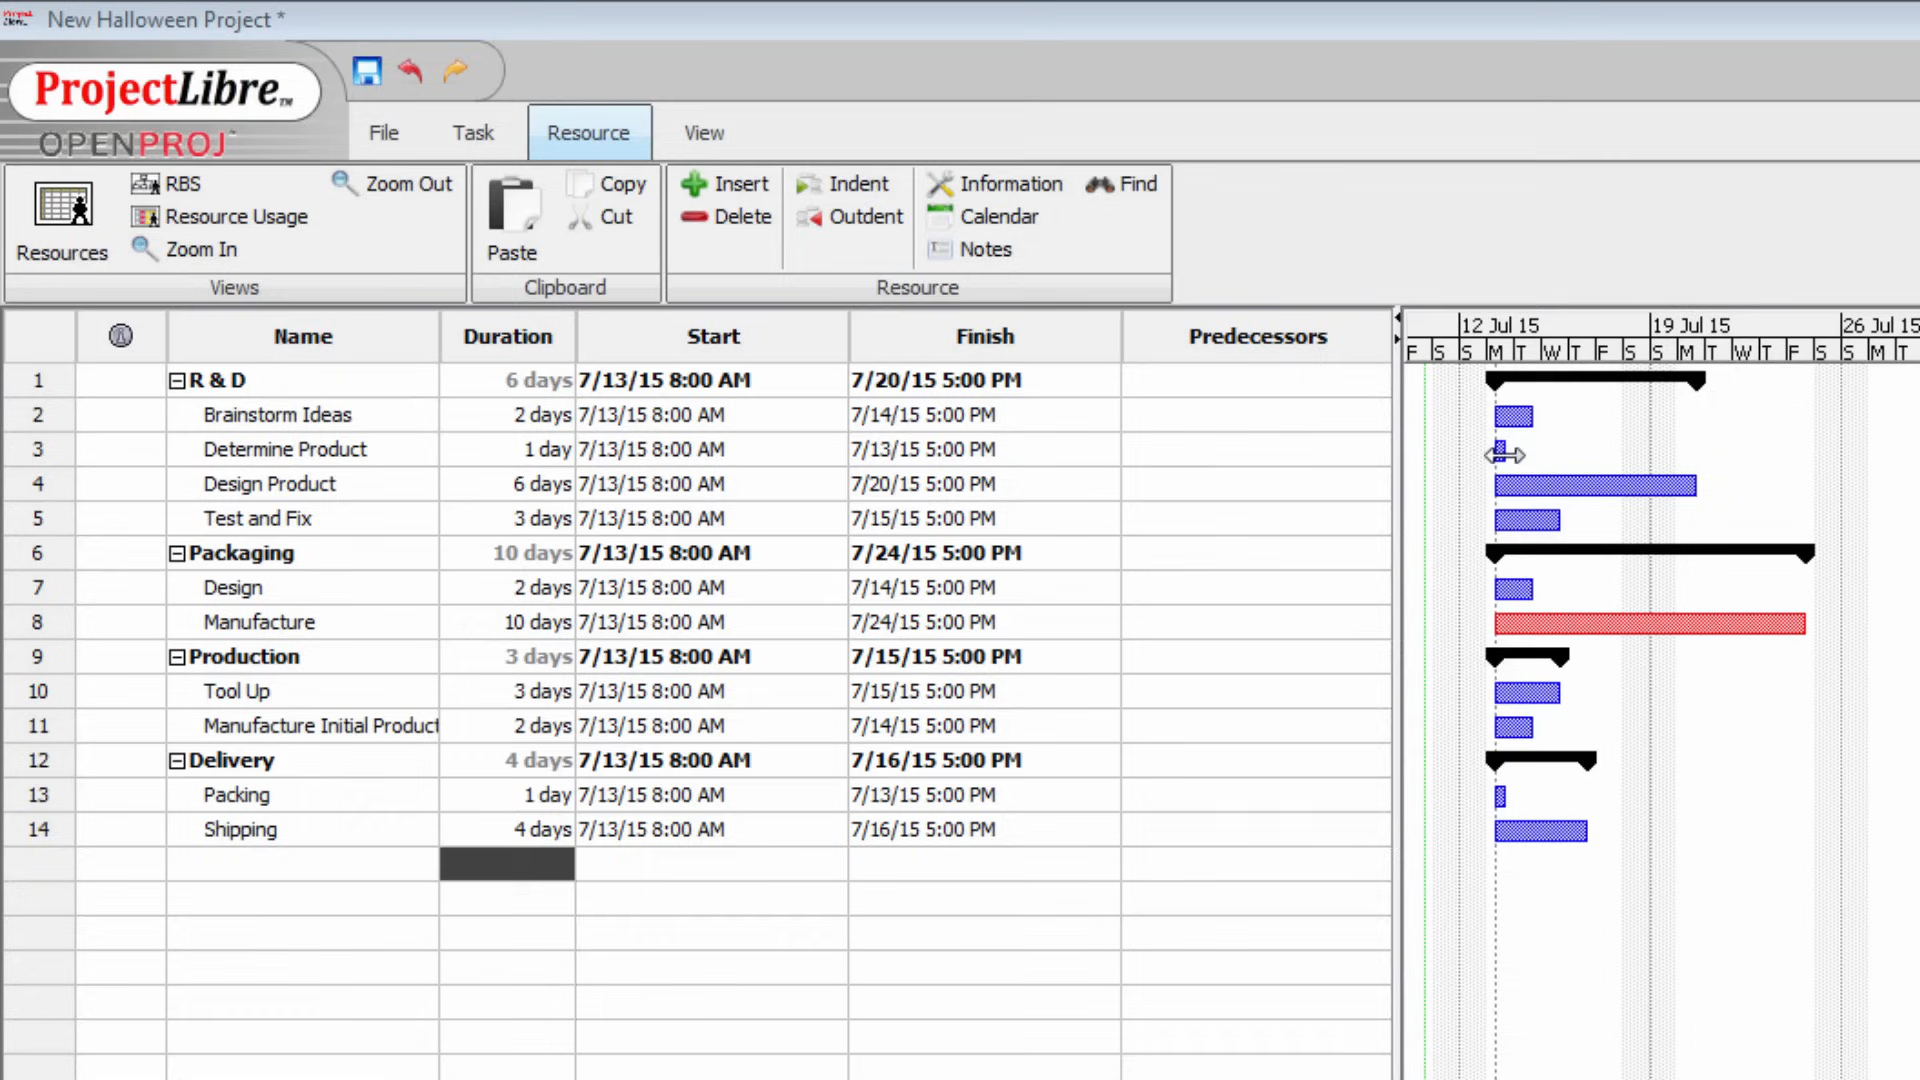 New Halloween Project *
ProjectLibre TM
OPENPROJ
File Task Resource View
RBS Zoom Out Copy Insert Indent Information Find
Resource Usage Cut Delete Outdent Calendar
Resources Zoom In Paste Notes
Views Clipboard Resource
Name Duration Start Finish Predecessors 12 Jul 15 19 Jul 15 26 Jul 15
F S S M T W T F S S M T W T F S S M T
1 R & D 6 days 7/13/15 8:00 AM 7/20/15 5:00 PM
2 Brainstorm Ideas 2 days 7/13/15 8:00 AM 7/14/15 5:00 PM
3 Determine Product 1 day 7/13/15 8:00 AM 7/13/15 5:00 PM
4 Design Product 6 days 7/13/15 8:00 AM 7/20/15 5:00 PM
5 Test and Fix 3 days 7/13/15 8:00 AM 7/15/15 5:00 PM
6 Packaging 10 days 7/13/15 8:00 AM 7/24/15 5:00 PM
7 Design 2 days 7/13/15 8:00 AM 7/14/15 5:00 PM
8 Manufacture 10 days 7/13/15 8:00 AM 7/24/15 5:00 PM
9 Production 3 days 7/13/15 8:00 AM 7/15/15 5:00 PM
10 Tool Up 3 days 7/13/15 8:00 AM 7/15/15 5:00 PM
11 Manufacture Initial Product 2 days 7/13/15 8:00 AM 7/14/15 5:00 PM
12 Delivery 4 days 7/13/15 8:00 AM 7/16/15 5:00 PM
13 Packing 1 day 7/13/15 8:00 AM 7/13/15 5:00 PM
14 Shipping 4 days 7/13/15 8:00 AM 7/16/15 5:00 PM